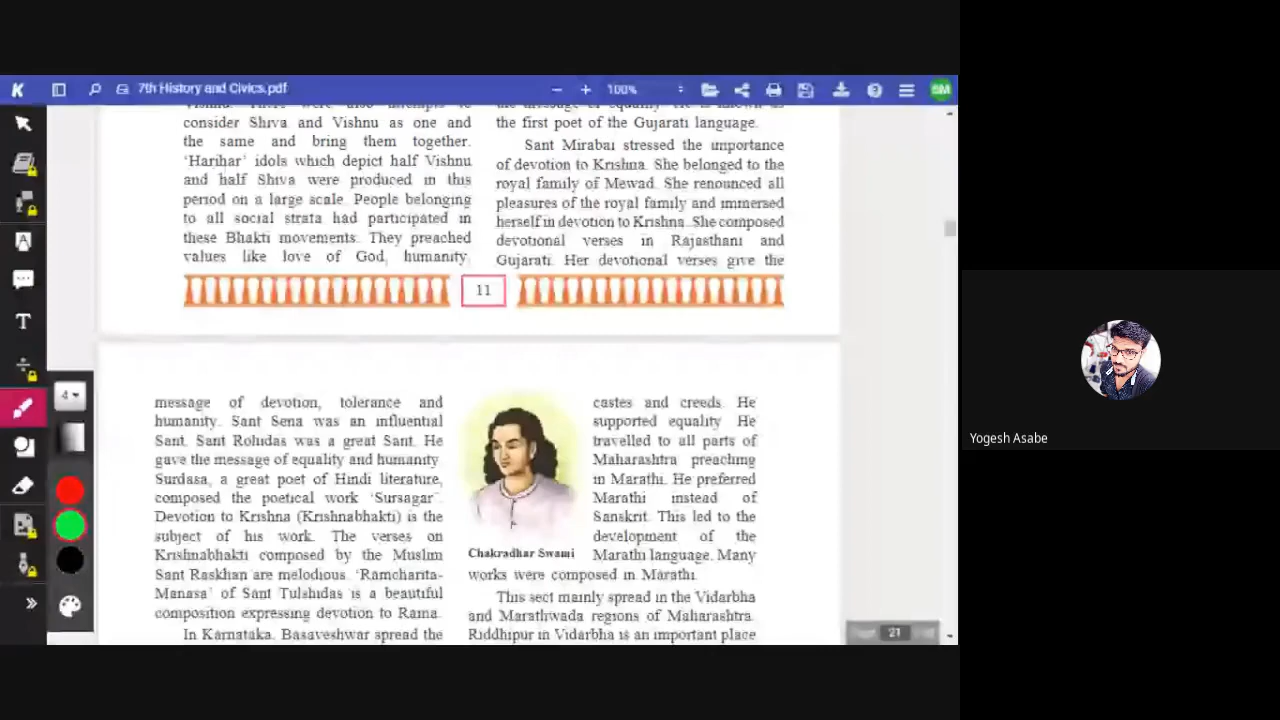 7th History and Civics.pdf
100%
SM
consider Shiva and Vishnu as one and
the same and bring them together.
‘Harihar’ idols which depict half Vishnu
and half Shiva were produced in this
period on a large scale. People belonging
to all social strata had participated in
these Bhakti movements. They preached
values like love of God, humanity,
the message of equality. He is known as
the first poet of the Gujarati language.
Sant Mirabai stressed the importance
of devotion to Krishna. She belonged to the
royal family of Mewad. She renounced all
pleasures of the royal family and immersed
herself in devotion to Krishna. She composed
devotional verses in Rajasthani and
Gujarati. Her devotional verses give the
11
message of devotion, tolerance and
humanity. Sant Sena was an influential
Sant. Sant Rohidas was a great Sant. He
gave the message of equality and humanity.
Surdasa, a great poet of Hindi literature,
composed the poetical work ‘Sursagar’.
Devotion to Krishna (Krishnabhakti) is the
subject of his work. The verses on
Krishnabhakti composed by the Muslim
Sant Raskhan are melodious. ‘Ramcharita-
Manasa’ of Sant Tulshidas is a beautiful
composition expressing devotion to Rama.
In Karnataka, Basaveshwar spread the
Chakradhar Swami
castes and creeds. He
supported equality. He
travelled to all parts of
Maharashtra preaching
in Marathi. He preferred
Marathi instead of
Sanskrit. This led to the
development of the
Marathi language. Many
works were composed in Marathi.
This sect mainly spread in the Vidarbha
and Marathwada regions of Maharashtra.
Riddhipur in Vidarbha is an important place
4
21
Yogesh Asabe